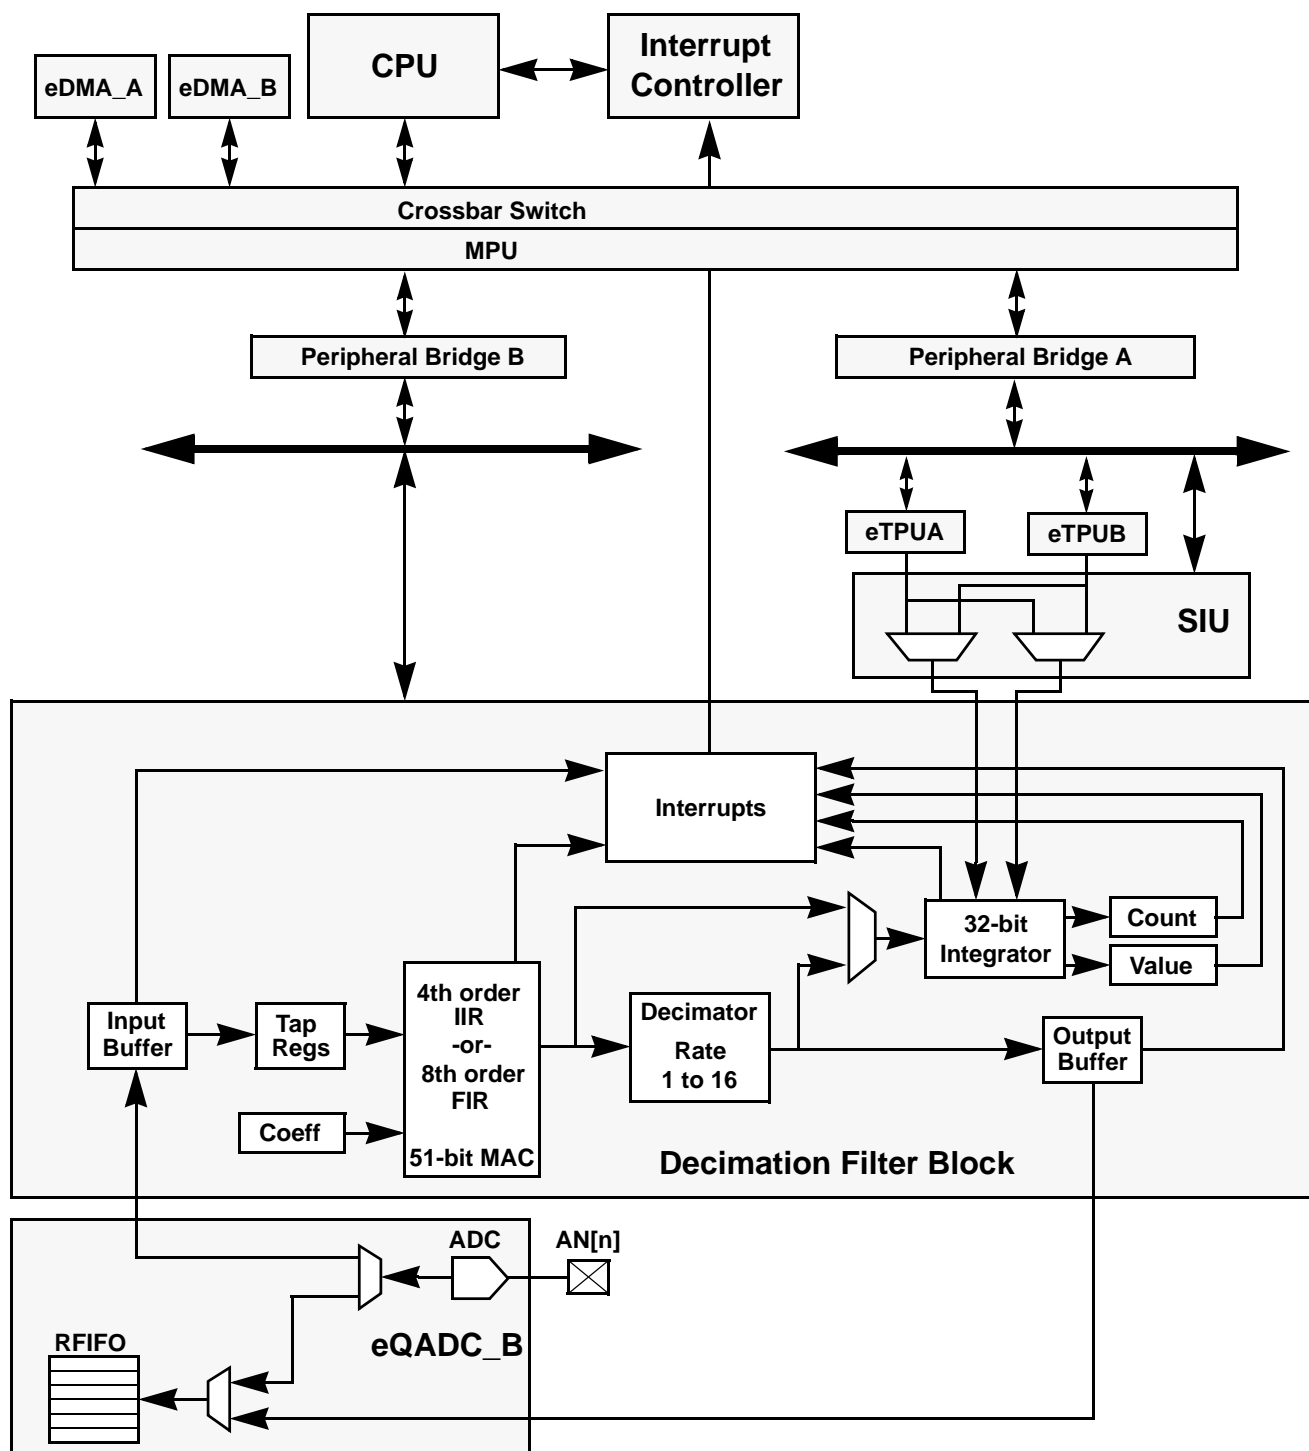 eDMA_A
eDMA_B
CPU
Interrupt
Controller
Crossbar Switch
MPU
Peripheral Bridge B
Peripheral Bridge A
eTPUA
eTPUB
SIU
Interrupts
32-bit
Integrator
Count
Value
Input
Buffer
Tap
Regs
Coeff
4th order
IIR
-or-
8th order
FIR
51-bit MAC
Decimator
Rate
1 to 16
Output
Buffer
Decimation Filter Block
ADC
AN[n]
RFIFO
eQADC_B